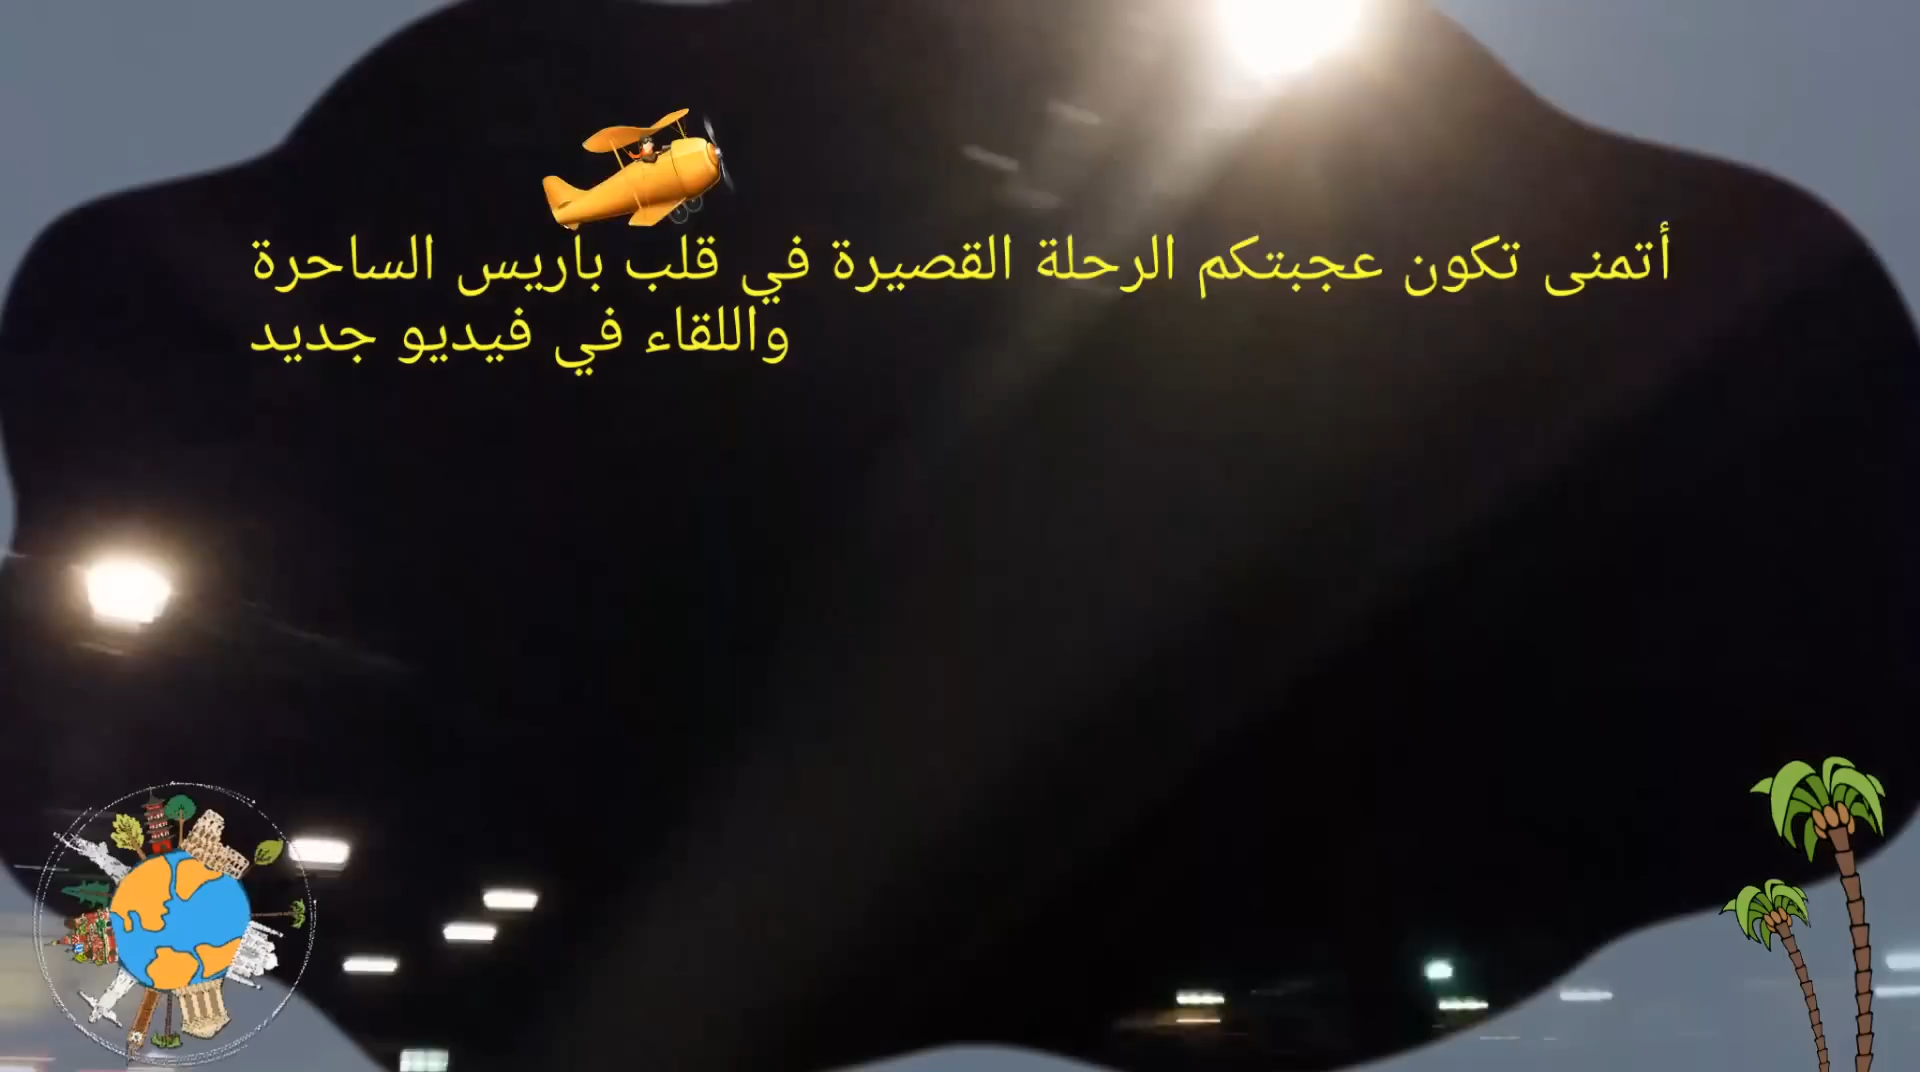 أتمنى تكون عجبتكم الرحلة القصيرة في قلب باريس الساحرة
واللقاء في فيديو جديد